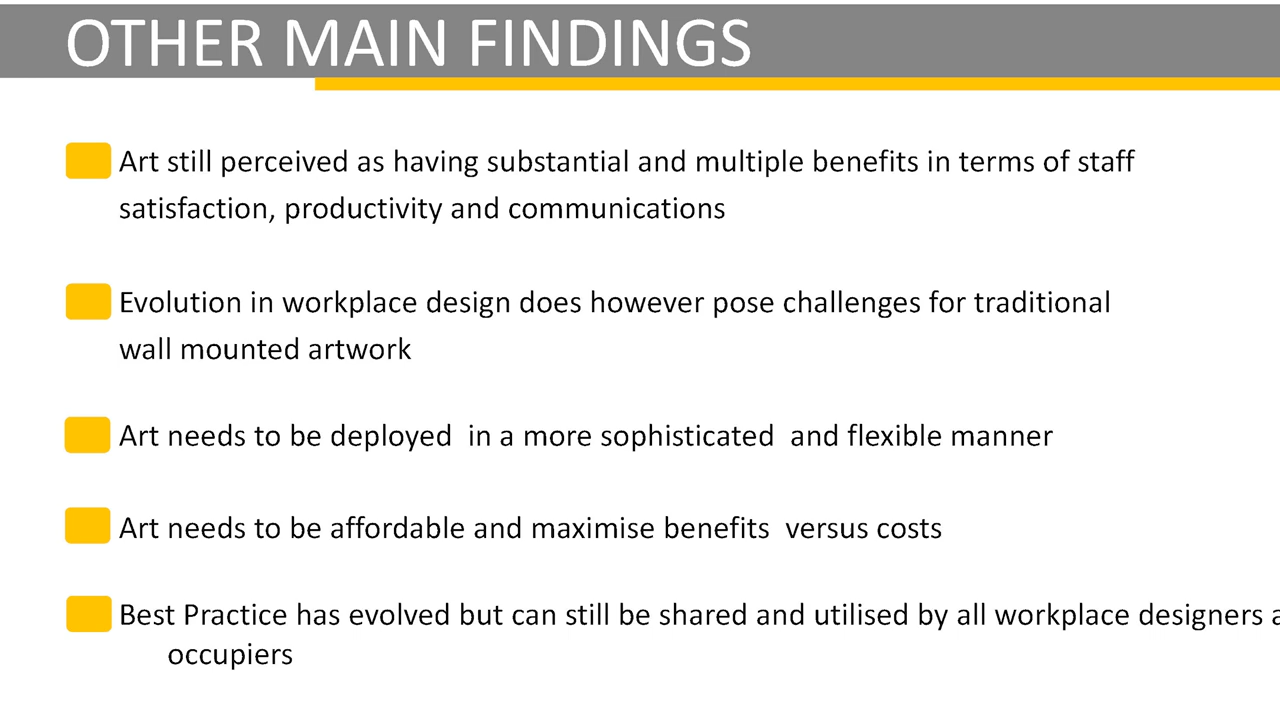 OTHER MAIN FINDINGS
Art still perceived as having substantial and multiple benefits in terms of staff
satisfaction, productivity and communications
Evolution in workplace design does however pose challenges for traditional
wall mounted artwork
Art needs to be deployed  in a more sophisticated  and flexible manner
Art needs to be affordable and maximise benefits  versus costs
Best Practice has evolved but can still be shared and utilised by all workplace designers
occupiers